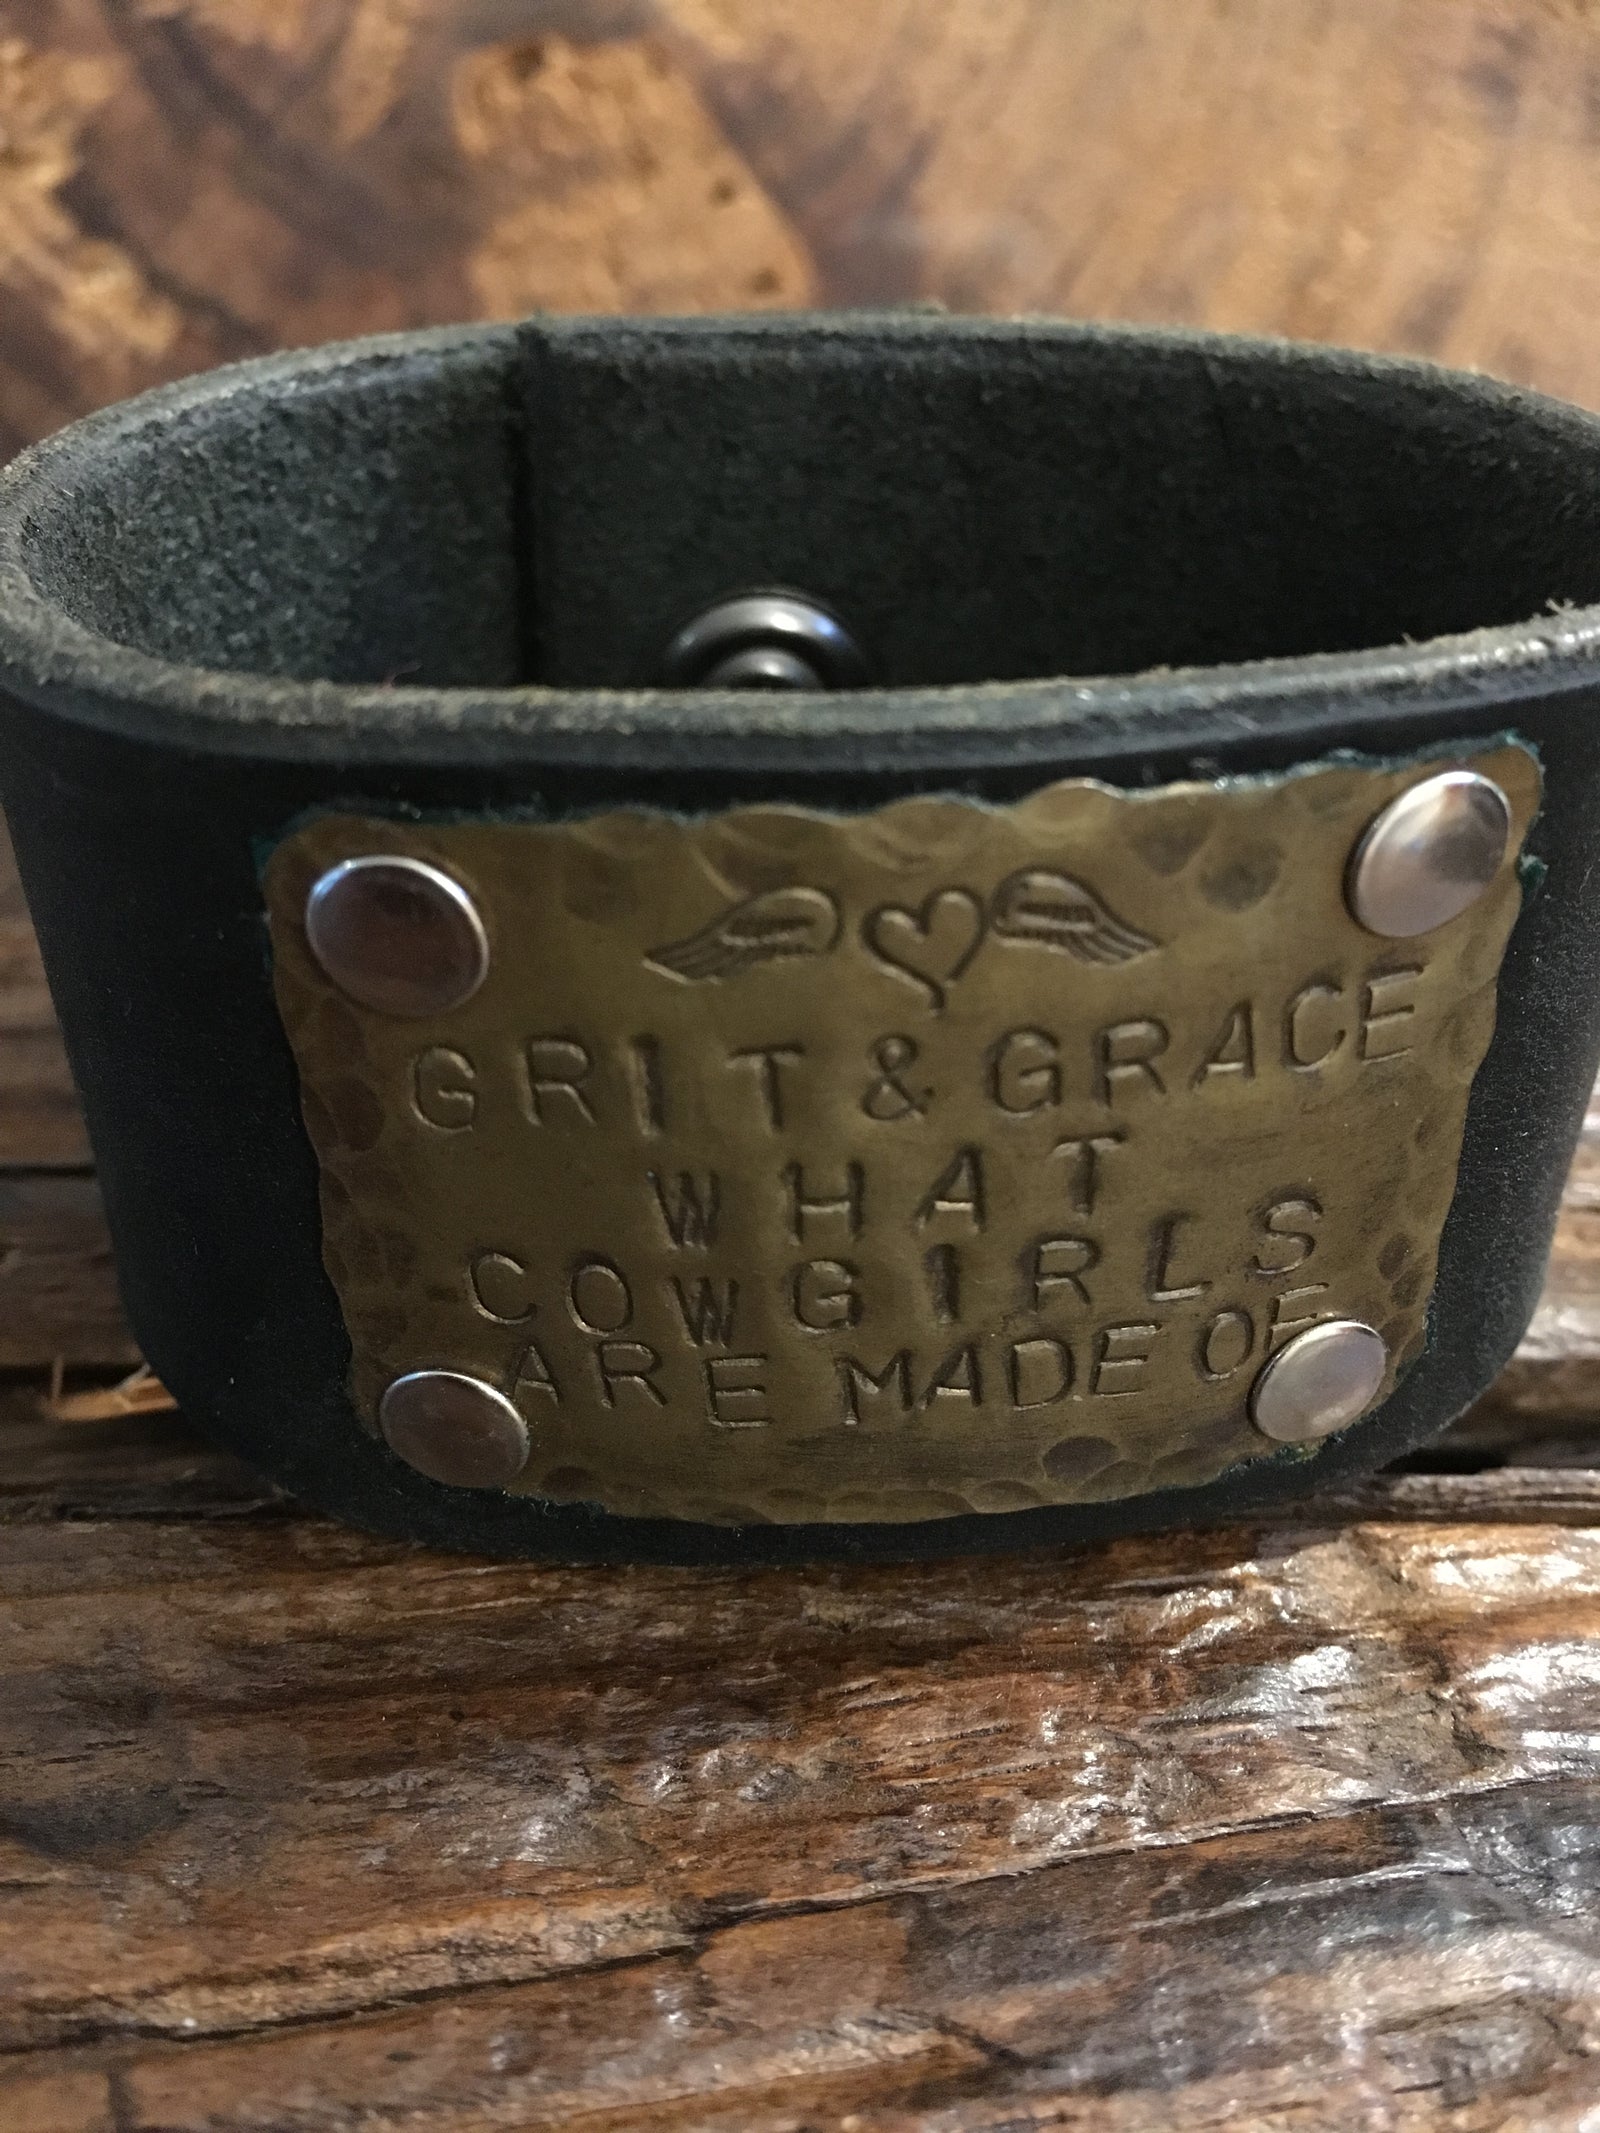 GRIT & GRACE
WHAT
COWGIRLS
ARE MADE OF